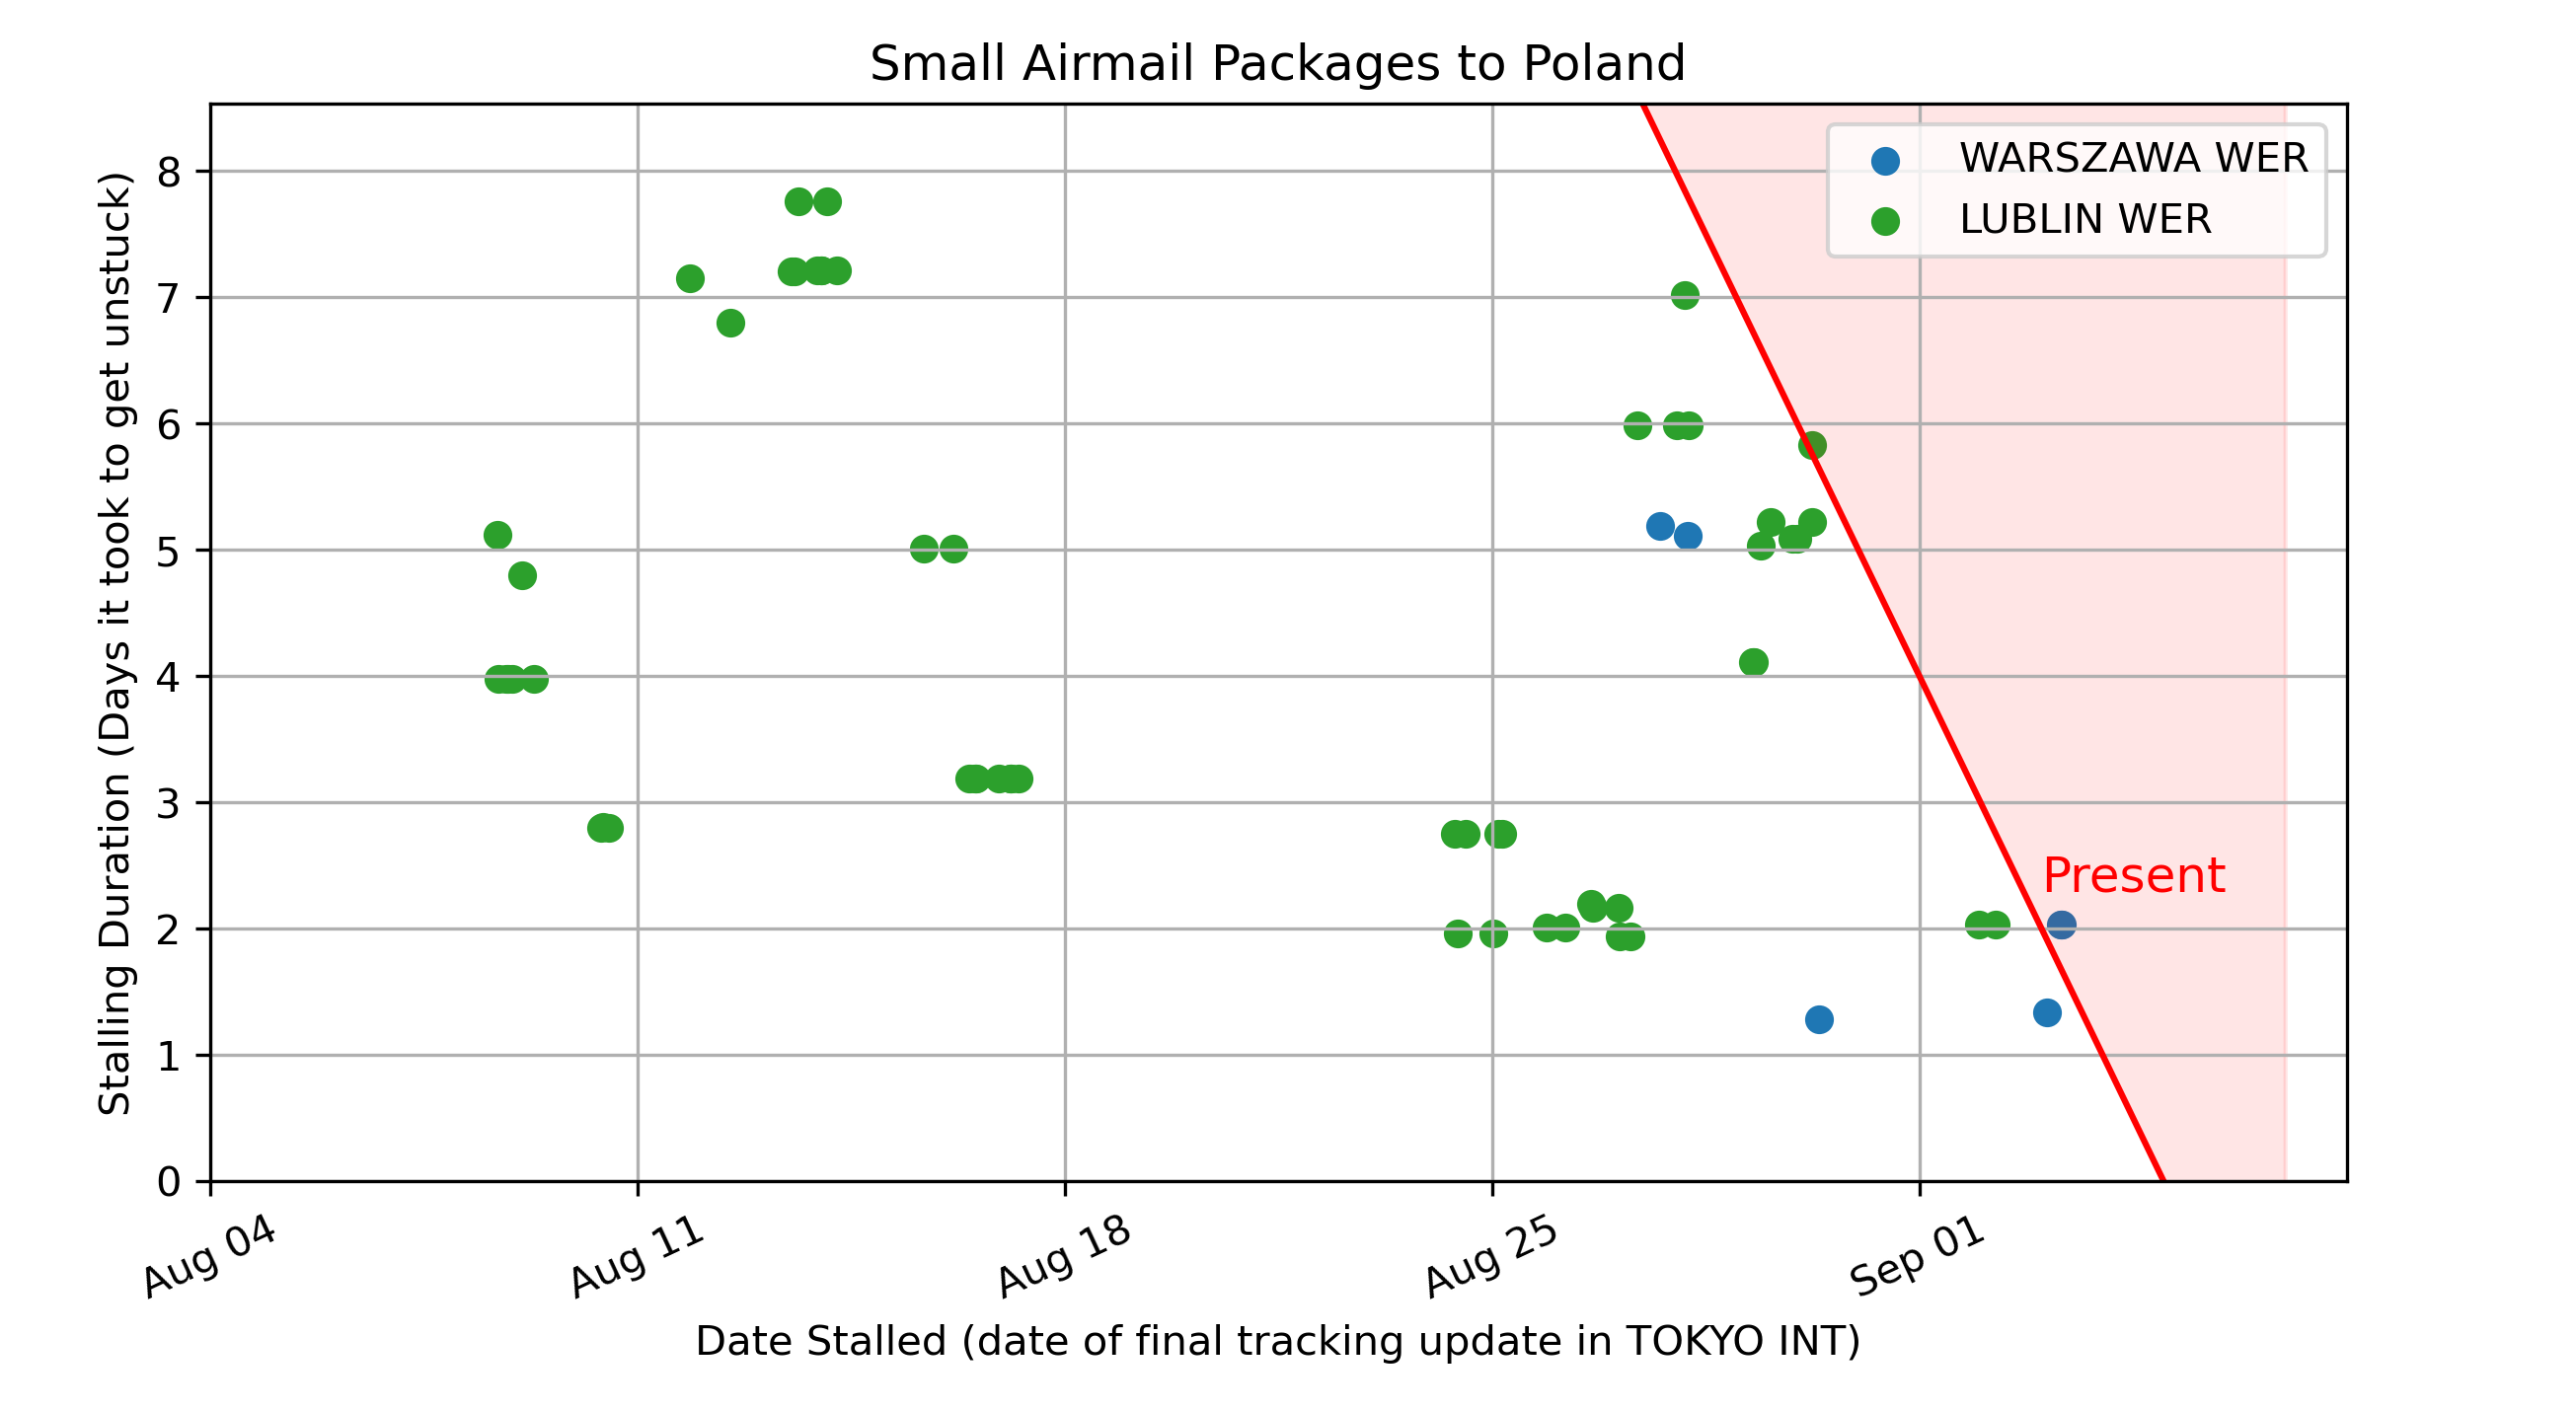 Small Airmail Packages to Poland
WARSZAWA WER
LUBLIN WER
Stalling Duration (Days it took to get unstuck)
8
7
6
5
4
3
2
1
0
Present
Aug 04
Aug 11
Aug 18
Aug 25
Sep 01
Date Stalled (date of final tracking update in TOKYO INT)